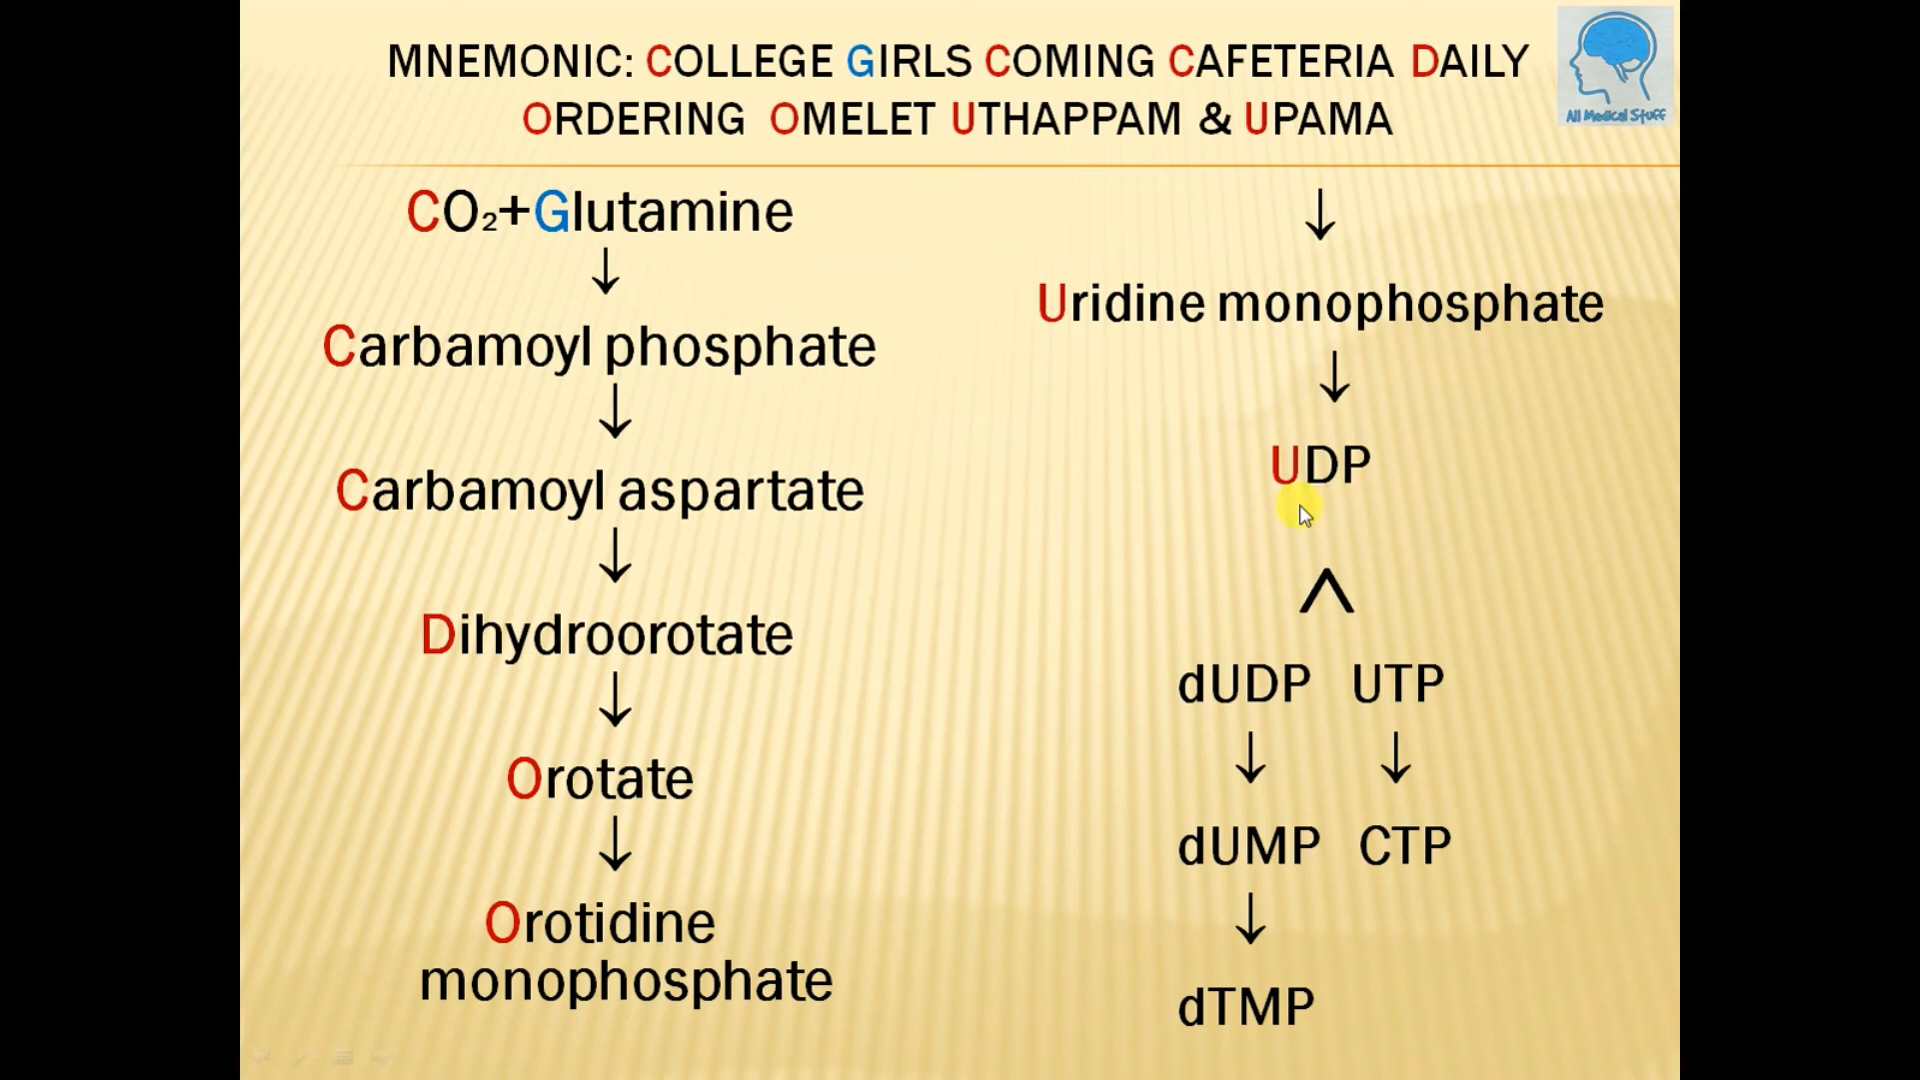 MNEMONIC: COLLEGE GIRLS COMING CAFETERIA DAILY
ORDERING OMELET UTHAPPAM & UPAMA
All Medical Stuff
CO₂+Glutamine
↓
Carbamoyl phosphate
↓
Carbamoyl aspartate
↓
Dihydroorotate
↓
Orotate
↓
Orotidine
monophosphate
↓
Uridine monophosphate
↓
UDP
∧
dUDP UTP
↓ ↓
dUMP CTP
↓
dTMP